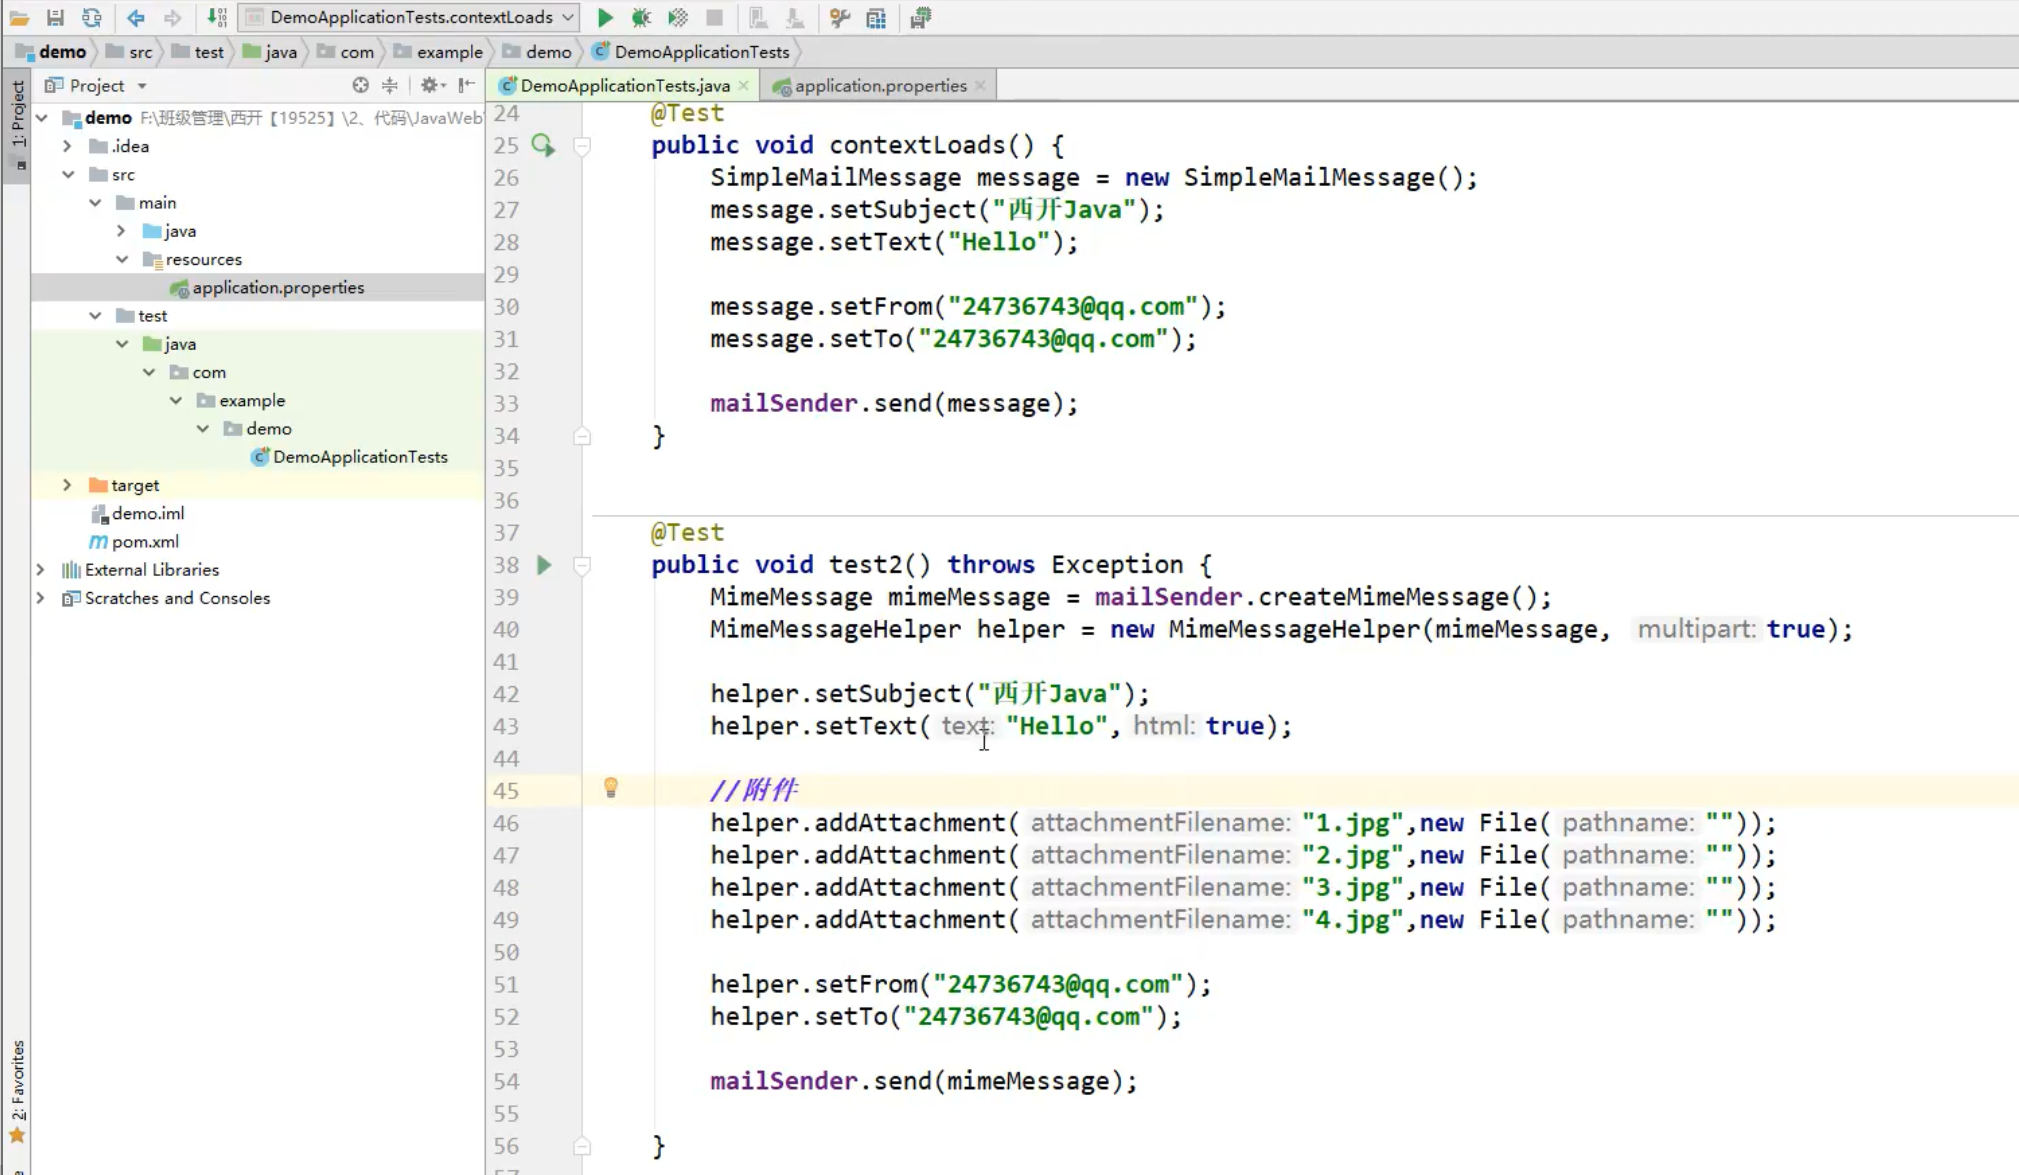 DemoApplicationTests.contextLoads
demo src test java com example demo DemoApplicationTests
1: Project
Project
DemoApplicationTests.java
application.properties
demo F:\班级管理\西开【19525】\2、代码\JavaWeb
.idea
src
main
java
resources
application.properties
test
java
com
example
demo
DemoApplicationTests
target
demo.iml
pom.xml
External Libraries
Scratches and Consoles
2: Favorites
24 @Test
25 public void contextLoads() {
26 SimpleMailMessage message = new SimpleMailMessage();
27 message.setSubject("西开Java");
28 message.setText("Hello");
29
30 message.setFrom("24736743@qq.com");
31 message.setTo("24736743@qq.com");
32
33 mailSender.send(message);
34 }
35
36
37 @Test
38 public void test2() throws Exception {
39 MimeMessage mimeMessage = mailSender.createMimeMessage();
40 MimeMessageHelper helper = new MimeMessageHelper(mimeMessage, multipart: true);
41
42 helper.setSubject("西开Java");
43 helper.setText( text: "Hello", html: true);
44
45 //附件
46 helper.addAttachment( attachmentFilename: "1.jpg",new File( pathname: ""));
47 helper.addAttachment( attachmentFilename: "2.jpg",new File( pathname: ""));
48 helper.addAttachment( attachmentFilename: "3.jpg",new File( pathname: ""));
49 helper.addAttachment( attachmentFilename: "4.jpg",new File( pathname: ""));
50
51 helper.setFrom("24736743@qq.com");
52 helper.setTo("24736743@qq.com");
53
54 mailSender.send(mimeMessage);
55
56 }